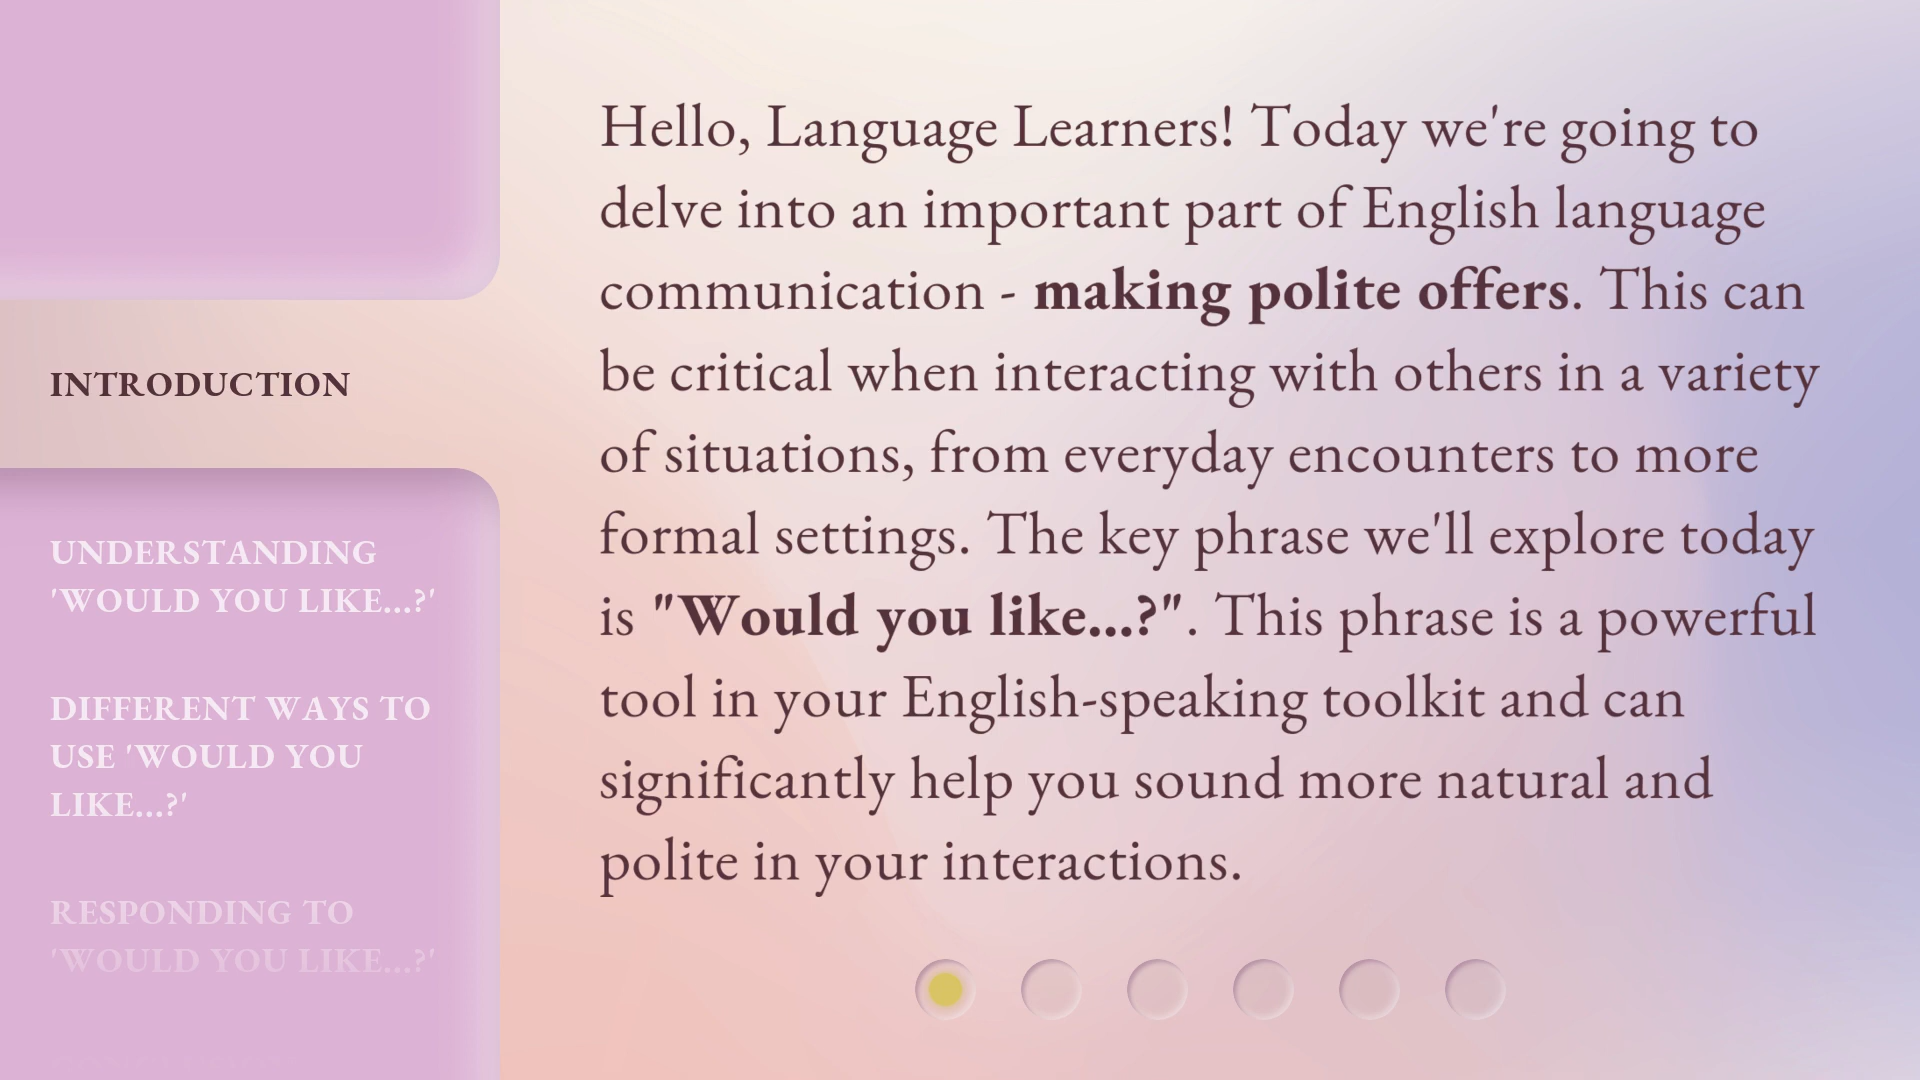 INTRODUCTION
UNDERSTANDING
'WOULD YOU LIKE...?'
DIFFERENT WAYS TO
USE 'WOULD YOU
LIKE...?'
RESPONDING TO
'WOULD YOU LIKE...?'
Hello, Language Learners! Today we're going to
delve into an important part of English language
communication - making polite offers. This can
be critical when interacting with others in a variety
of situations, from everyday encounters to more
formal settings. The key phrase we'll explore today
is "Would you like...?". This phrase is a powerful
tool in your English-speaking toolkit and can
significantly help you sound more natural and
polite in your interactions.